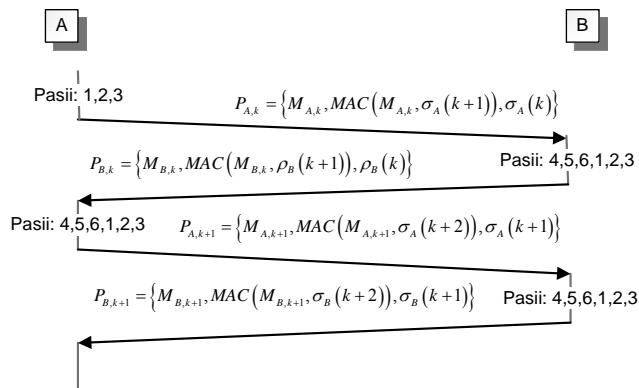 A
B
Pasii: 1,2,3
P_{A,k} = {M_{A,k}, MAC(M_{A,k}, σ_A(k+1)), σ_A(k)}
P_{B,k} = {M_{B,k}, MAC(M_{B,k}, ρ_B(k+1)), ρ_B(k)}
Pasii: 4,5,6,1,2,3
Pasii: 4,5,6,1,2,3
P_{A,k+1} = {M_{A,k+1}, MAC(M_{A,k+1}, σ_A(k+2)), σ_A(k+1)}
P_{B,k+1} = {M_{B,k+1}, MAC(M_{B,k+1}, σ_B(k+2)), σ_B(k+1)}
Pasii: 4,5,6,1,2,3